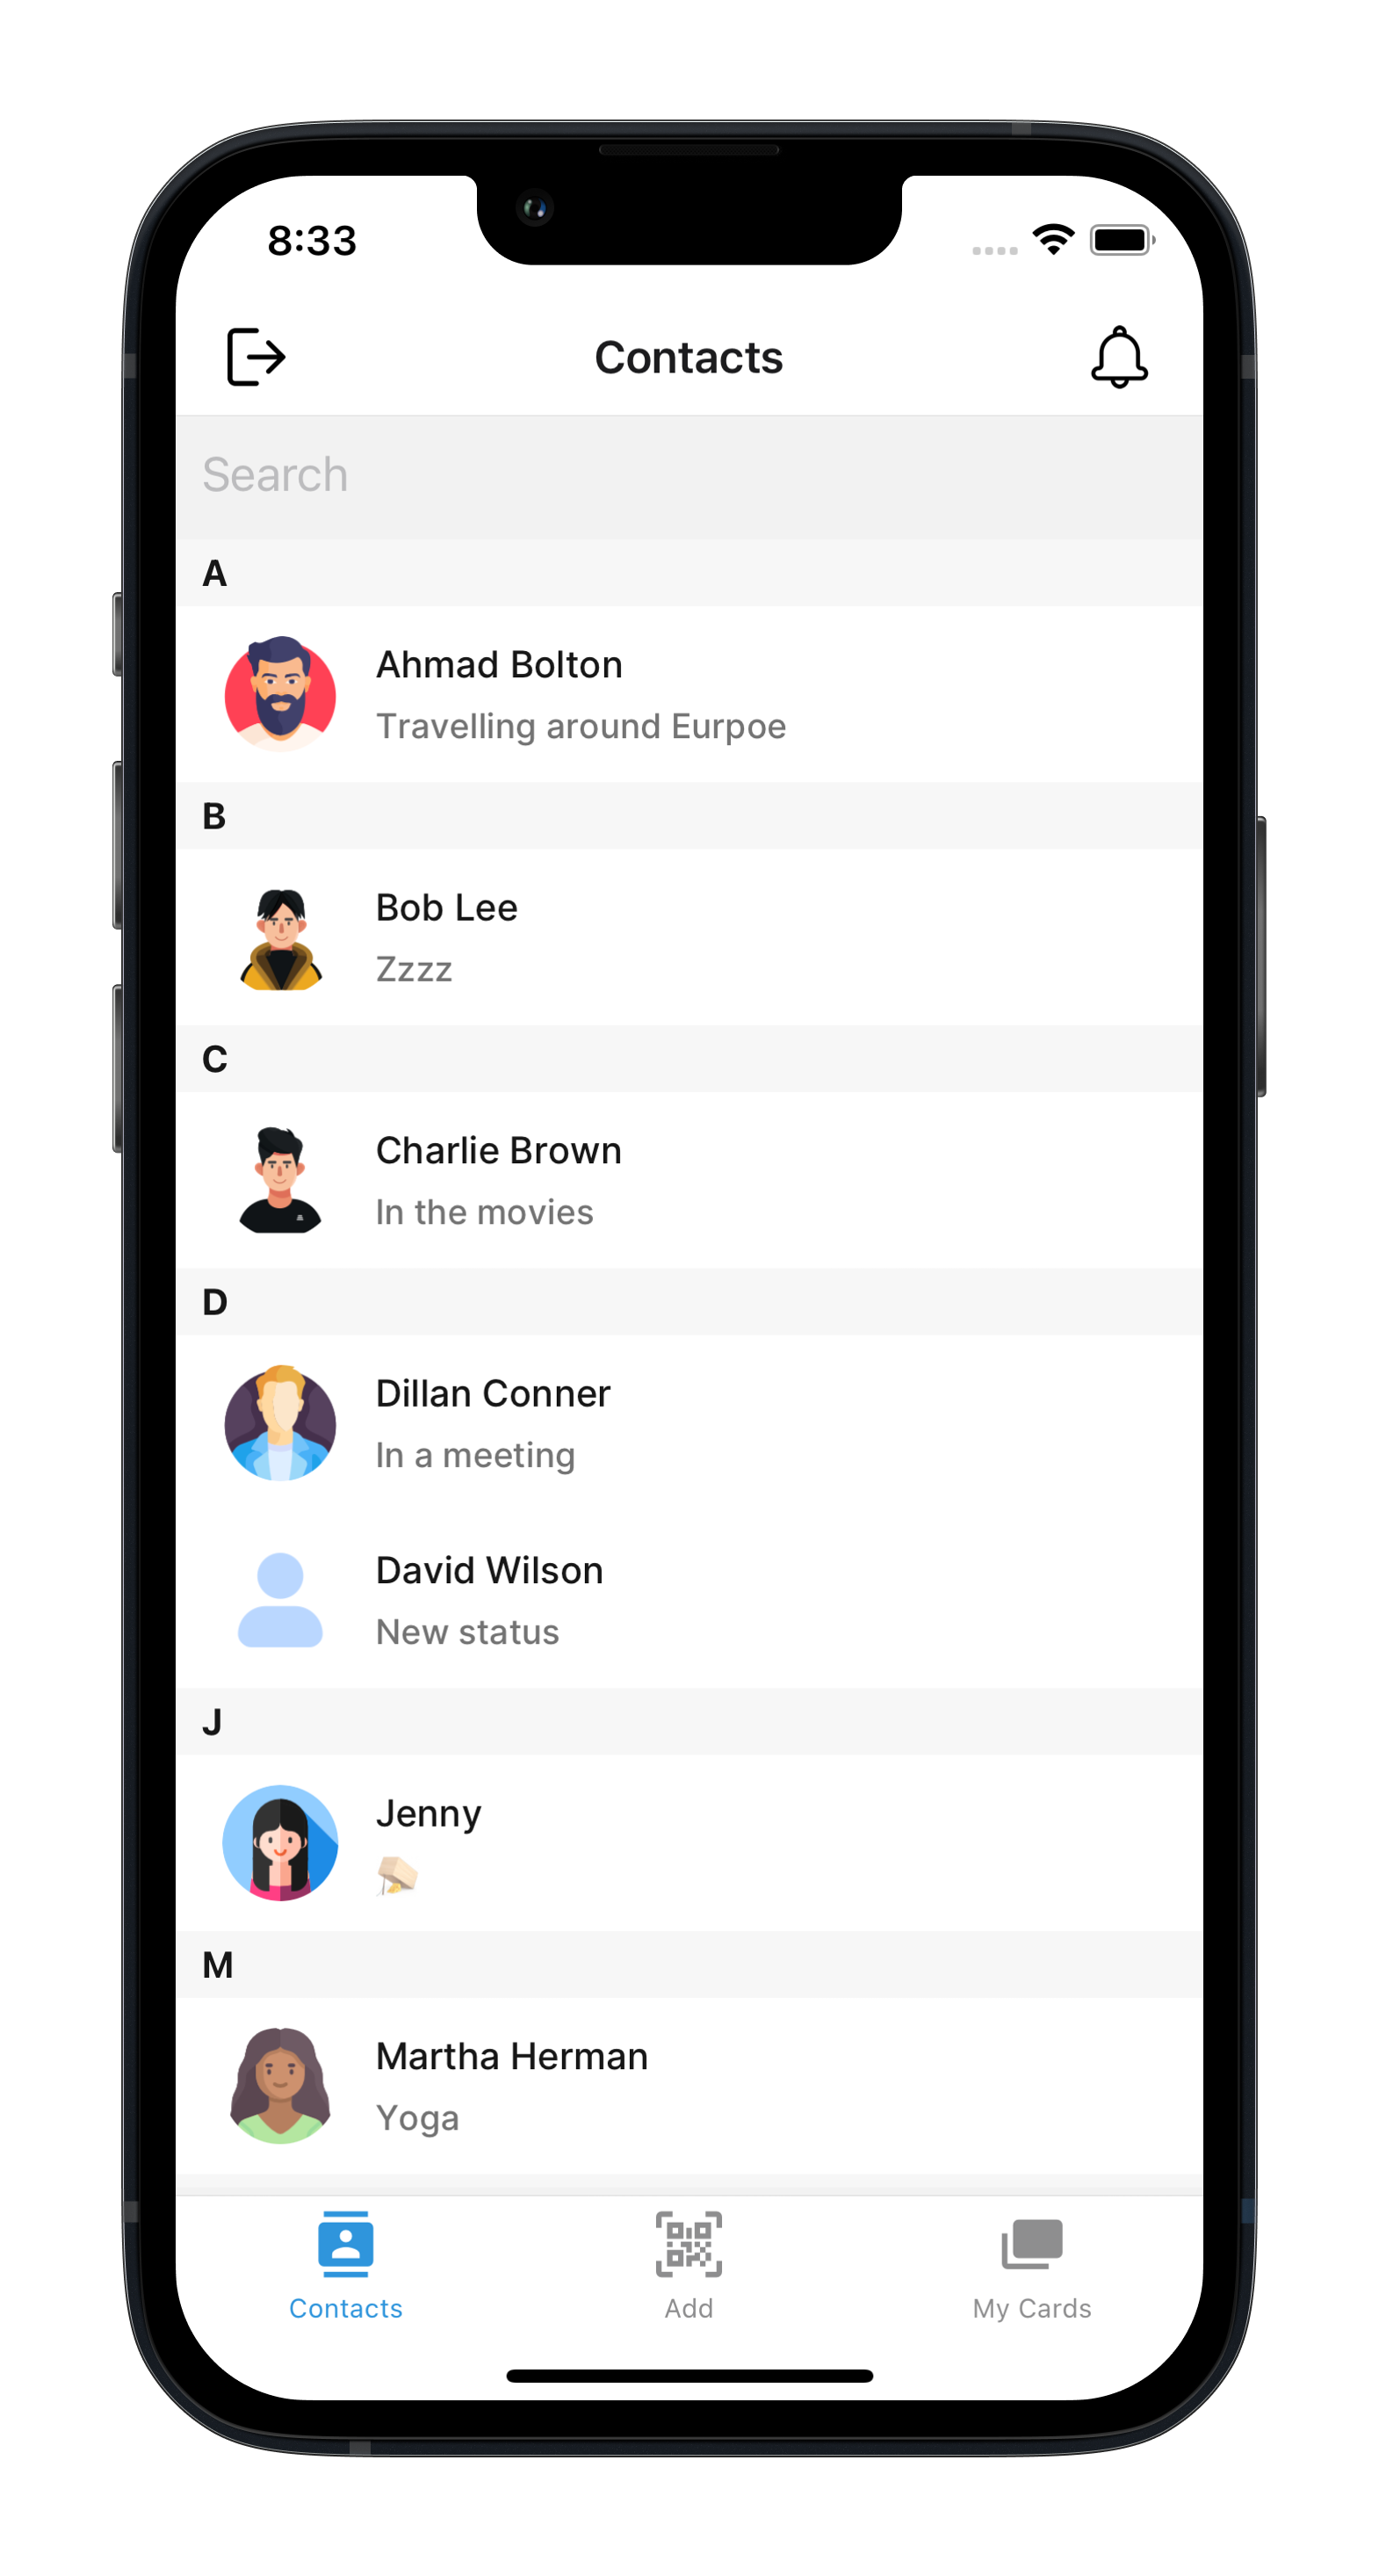 8:33
Contacts
Search
A
Ahmad Bolton
Travelling around Eurpoe
B
Bob Lee
Zzzz
C
Charlie Brown
In the movies
D
Dillan Conner
In a meeting
David Wilson
New status
J
Jenny
M
Martha Herman
Yoga
Contacts
Add
My Cards